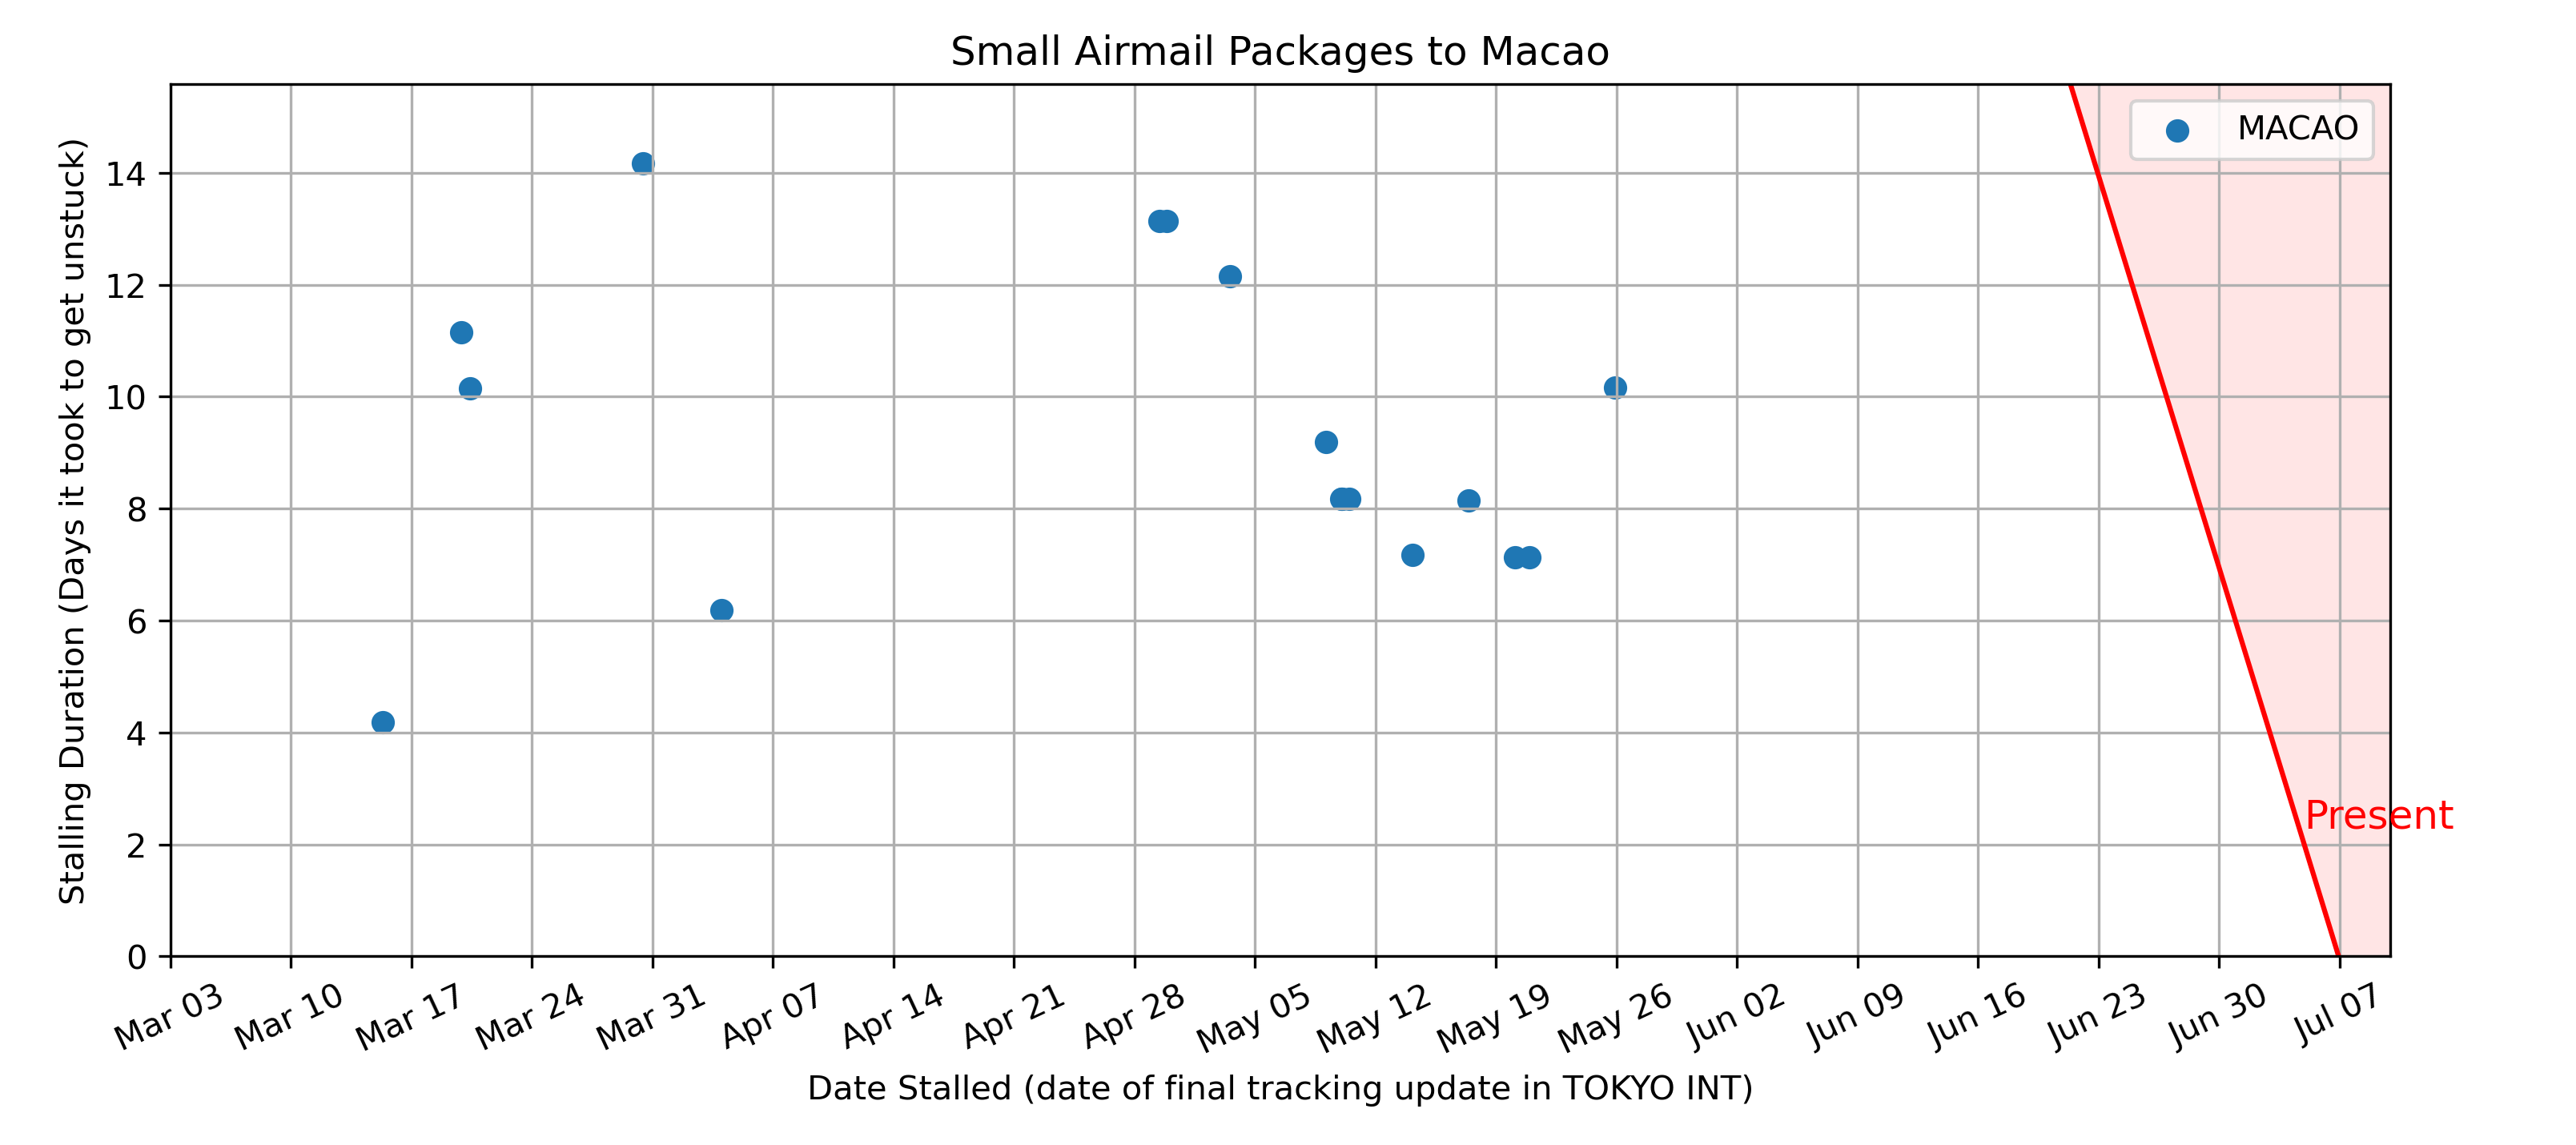 Small Airmail Packages to Macao
MACAO
Stalling Duration (Days it took to get unstuck)
14
12
10
8
6
4
2
0
Present
Mar 03
Mar 10
Mar 17
Mar 24
Mar 31
Apr 07
Apr 14
Apr 21
Apr 28
May 05
May 12
May 19
May 26
Jun 02
Jun 09
Jun 16
Jun 23
Jun 30
Jul 07
Date Stalled (date of final tracking update in TOKYO INT)